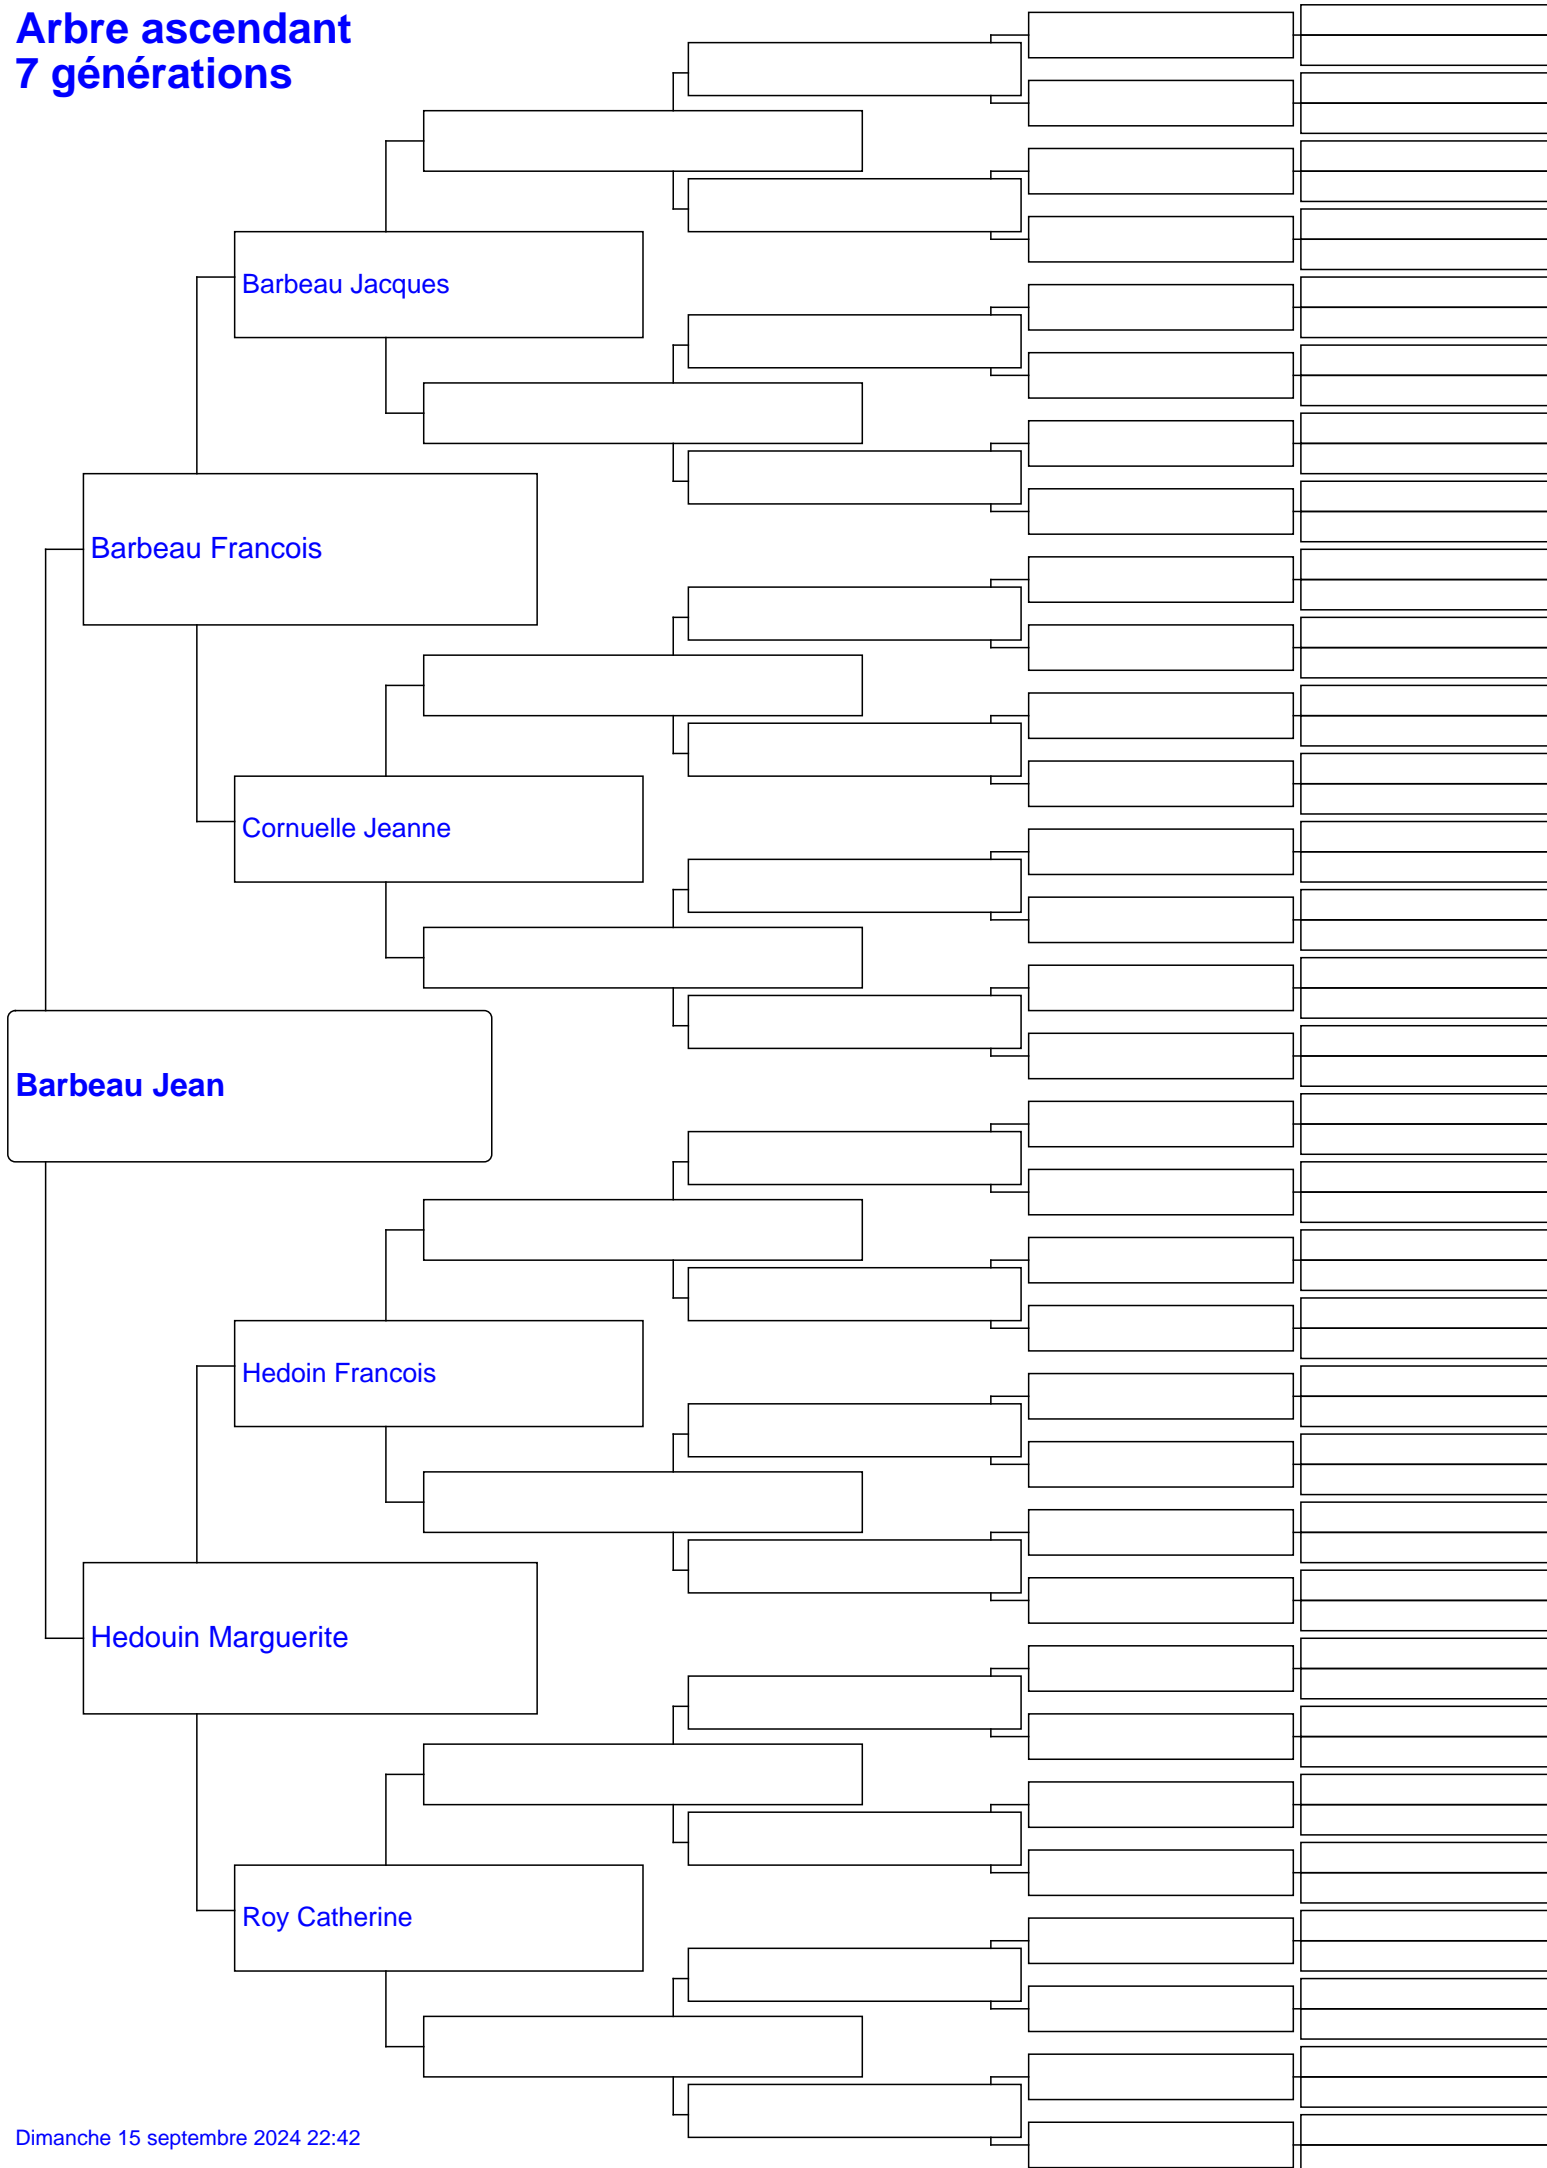 Arbre ascendant
7 générations
Barbeau Jacques
Barbeau Francois
Cornuelle Jeanne
Barbeau Jean
Hedoin Francois
Hedouin Marguerite
Roy Catherine
Dimanche 15 septembre 2024 22:42